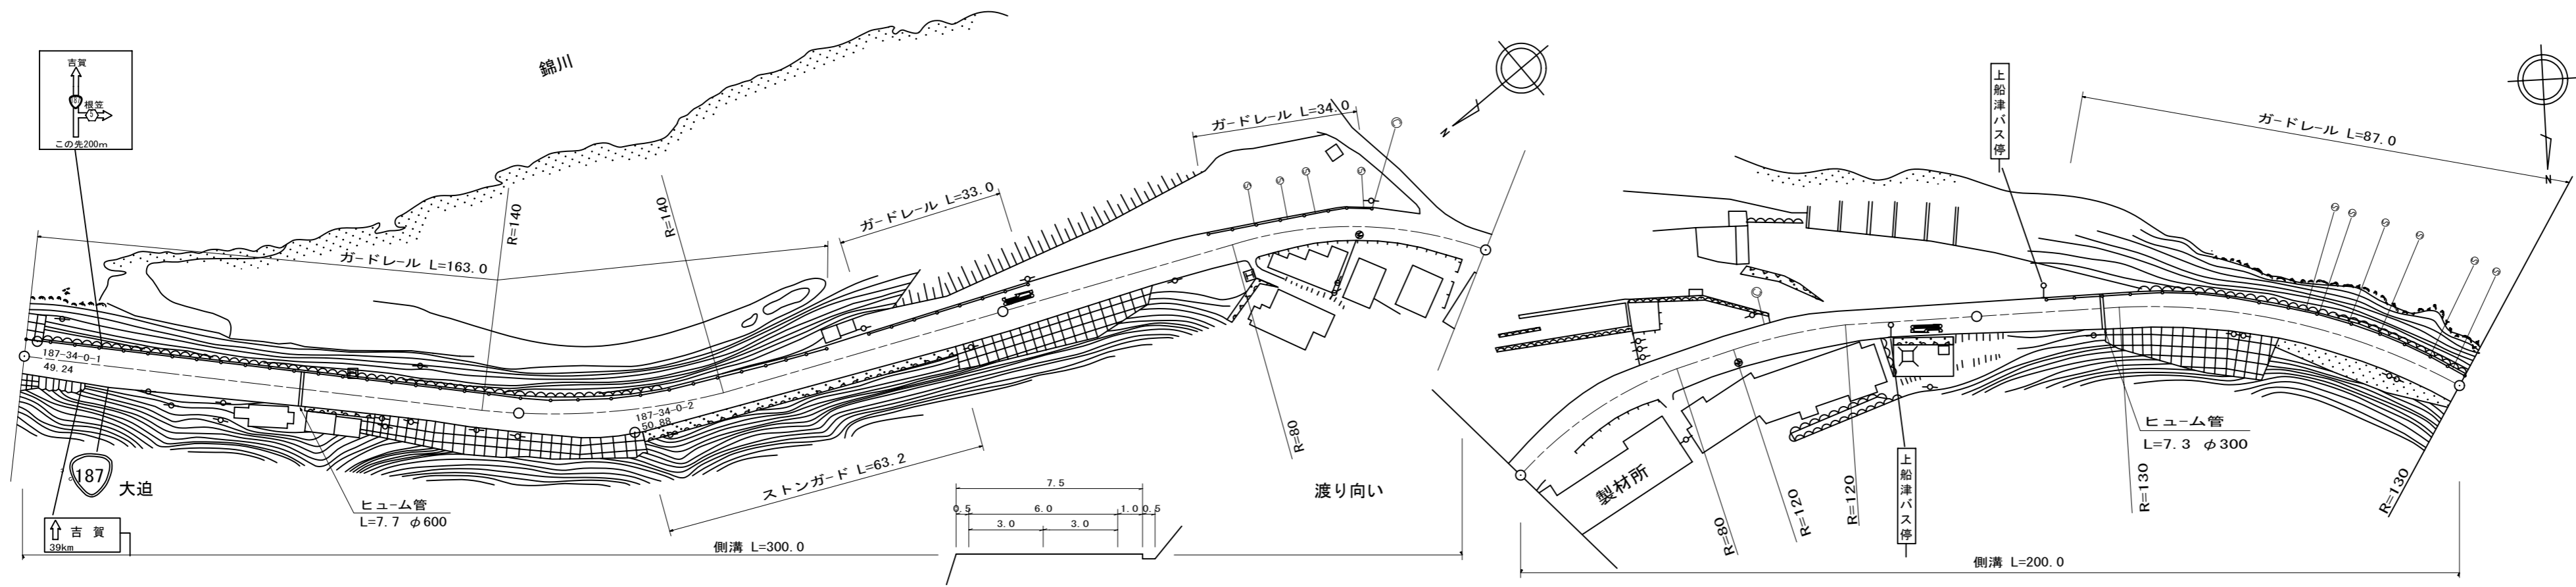 吉賀
187
根笠
5
この先200m
錦川
ガードレール L=163.0
R=140
R=140
ガードレール L=33.0
ガードレール L=34.0
N
187-34-0-1
49.24
187-34-0-2
50.88
187
大迫
吉賀
39km
ヒューム管
L=7.7 φ600
ストンガード L=63.2
側溝 L=300.0
7.5
0.5
6.0
1.0
0.5
3.0
3.0
R=80
渡り向い
上船津バス停
ガードレール L=87.0
N
製材所
R=80
R=120
R=120
上船津バス停
ヒューム管
L=7.3 φ300
R=130
R=130
側溝 L=200.0